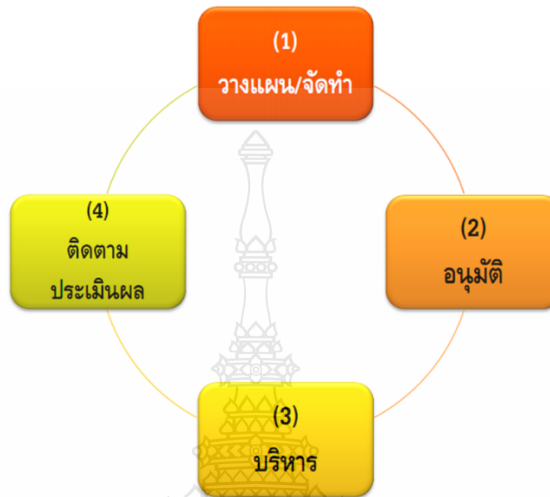 (1)
วางแผน/จัดทำ
(2)
อนุมัติ
(3)
บริหาร
(4)
ติดตาม
ประเมินผล